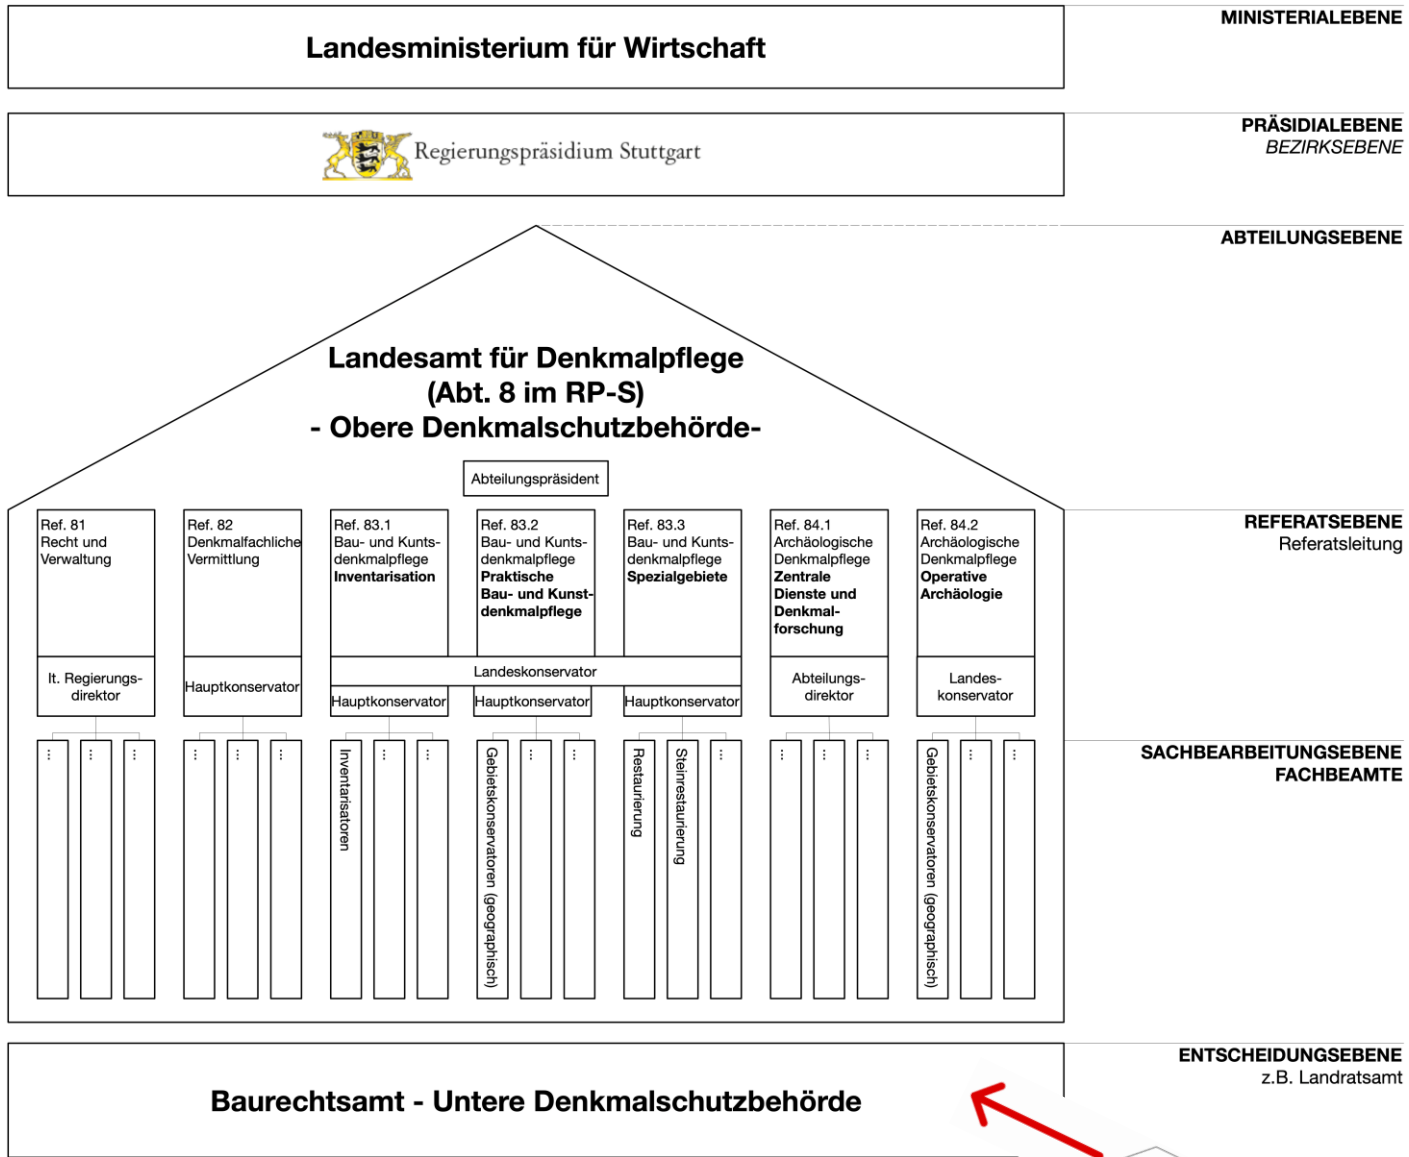 MINISTERIALEBENE
Landesministerium für Wirtschaft
PRÄSIDIALEBENE
BEZIRKSEBENE
Regierungspräsidium Stuttgart
ABTEILUNGSEBENE
Landesamt für Denkmalpflege
(Abt. 8 im RP-S)
- Obere Denkmalschutzbehörde-
Abteilungspräsident
REFERATSEBENE
Referatsleitung
Ref. 81
Recht und
Verwaltung
Ref. 82
Denkmalfachliche
Vermittlung
Ref. 83.1
Bau- und Kunts-
denkmalpflege
Inventarisation
Ref. 83.2
Bau- und Kunts-
denkmalpflege
Praktische
Bau- und Kunst-
denkmalpflege
Ref. 83.3
Bau- und Kunts-
denkmalpflege
Spezialgebiete
Ref. 84.1
Archäologische
Denkmalpflege
Zentrale
Dienste und
Denkmal-
forschung
Ref. 84.2
Archäologische
Denkmalpflege
Operative
Archäologie
lt. Regierungs-
direktor
Hauptkonservator
Landeskonservator
Hauptkonservator
Hauptkonservator
Hauptkonservator
Abteilungs-
direktor
Landes-
konservator
SACHBEARBEITUNGSEBENE
FACHBEAMTE
...
...
...
...
...
...
Inventarisatoren
...
...
Gebietskonservatoren (geographisch)
...
...
Restaurierung
Steinrestaurierung
...
...
...
...
Gebietskonservatoren (geographisch)
...
...
ENTSCHEIDUNGSEBENE
z.B. Landratsamt
Baurechtsamt - Untere Denkmalschutzbehörde